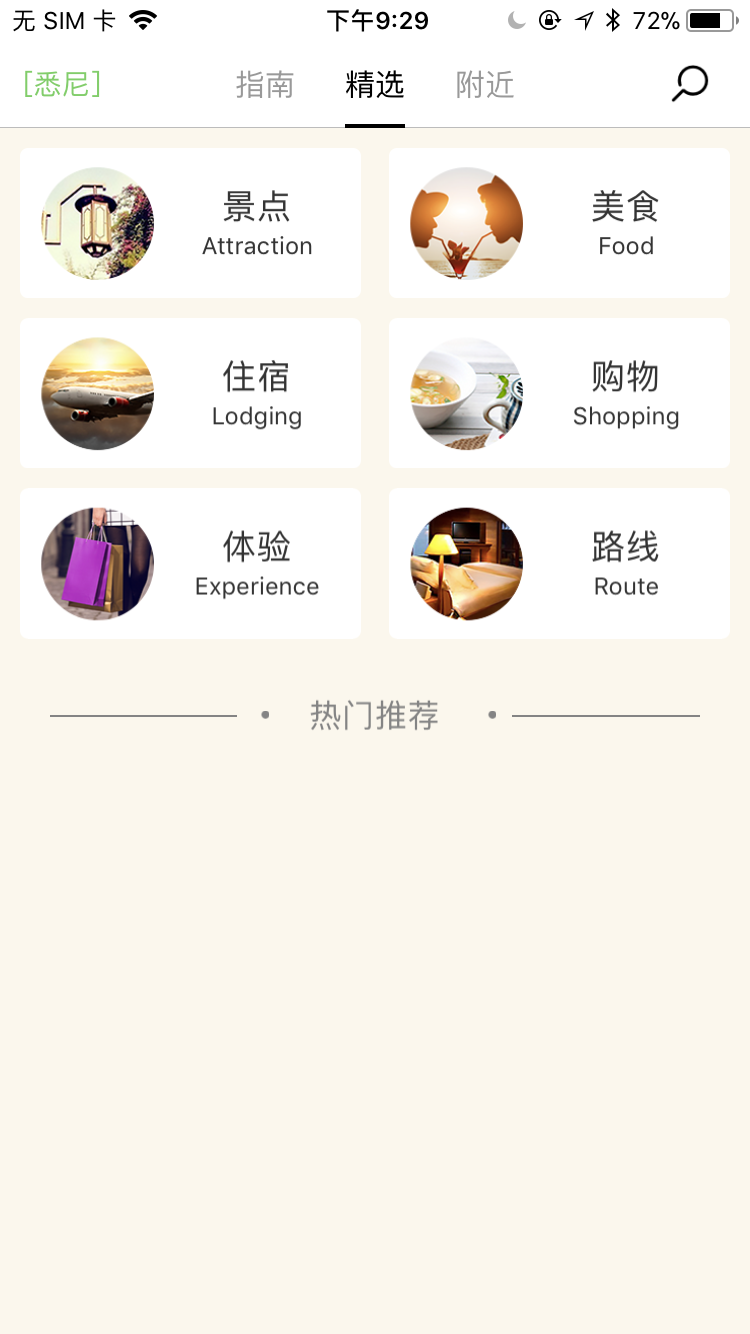 无 SIM 卡 下午9:29 72%
[悉尼] 指南 精选 附近
景点
Attraction
美食
Food
住宿
Lodging
购物
Shopping
体验
Experience
路线
Route
热门推荐